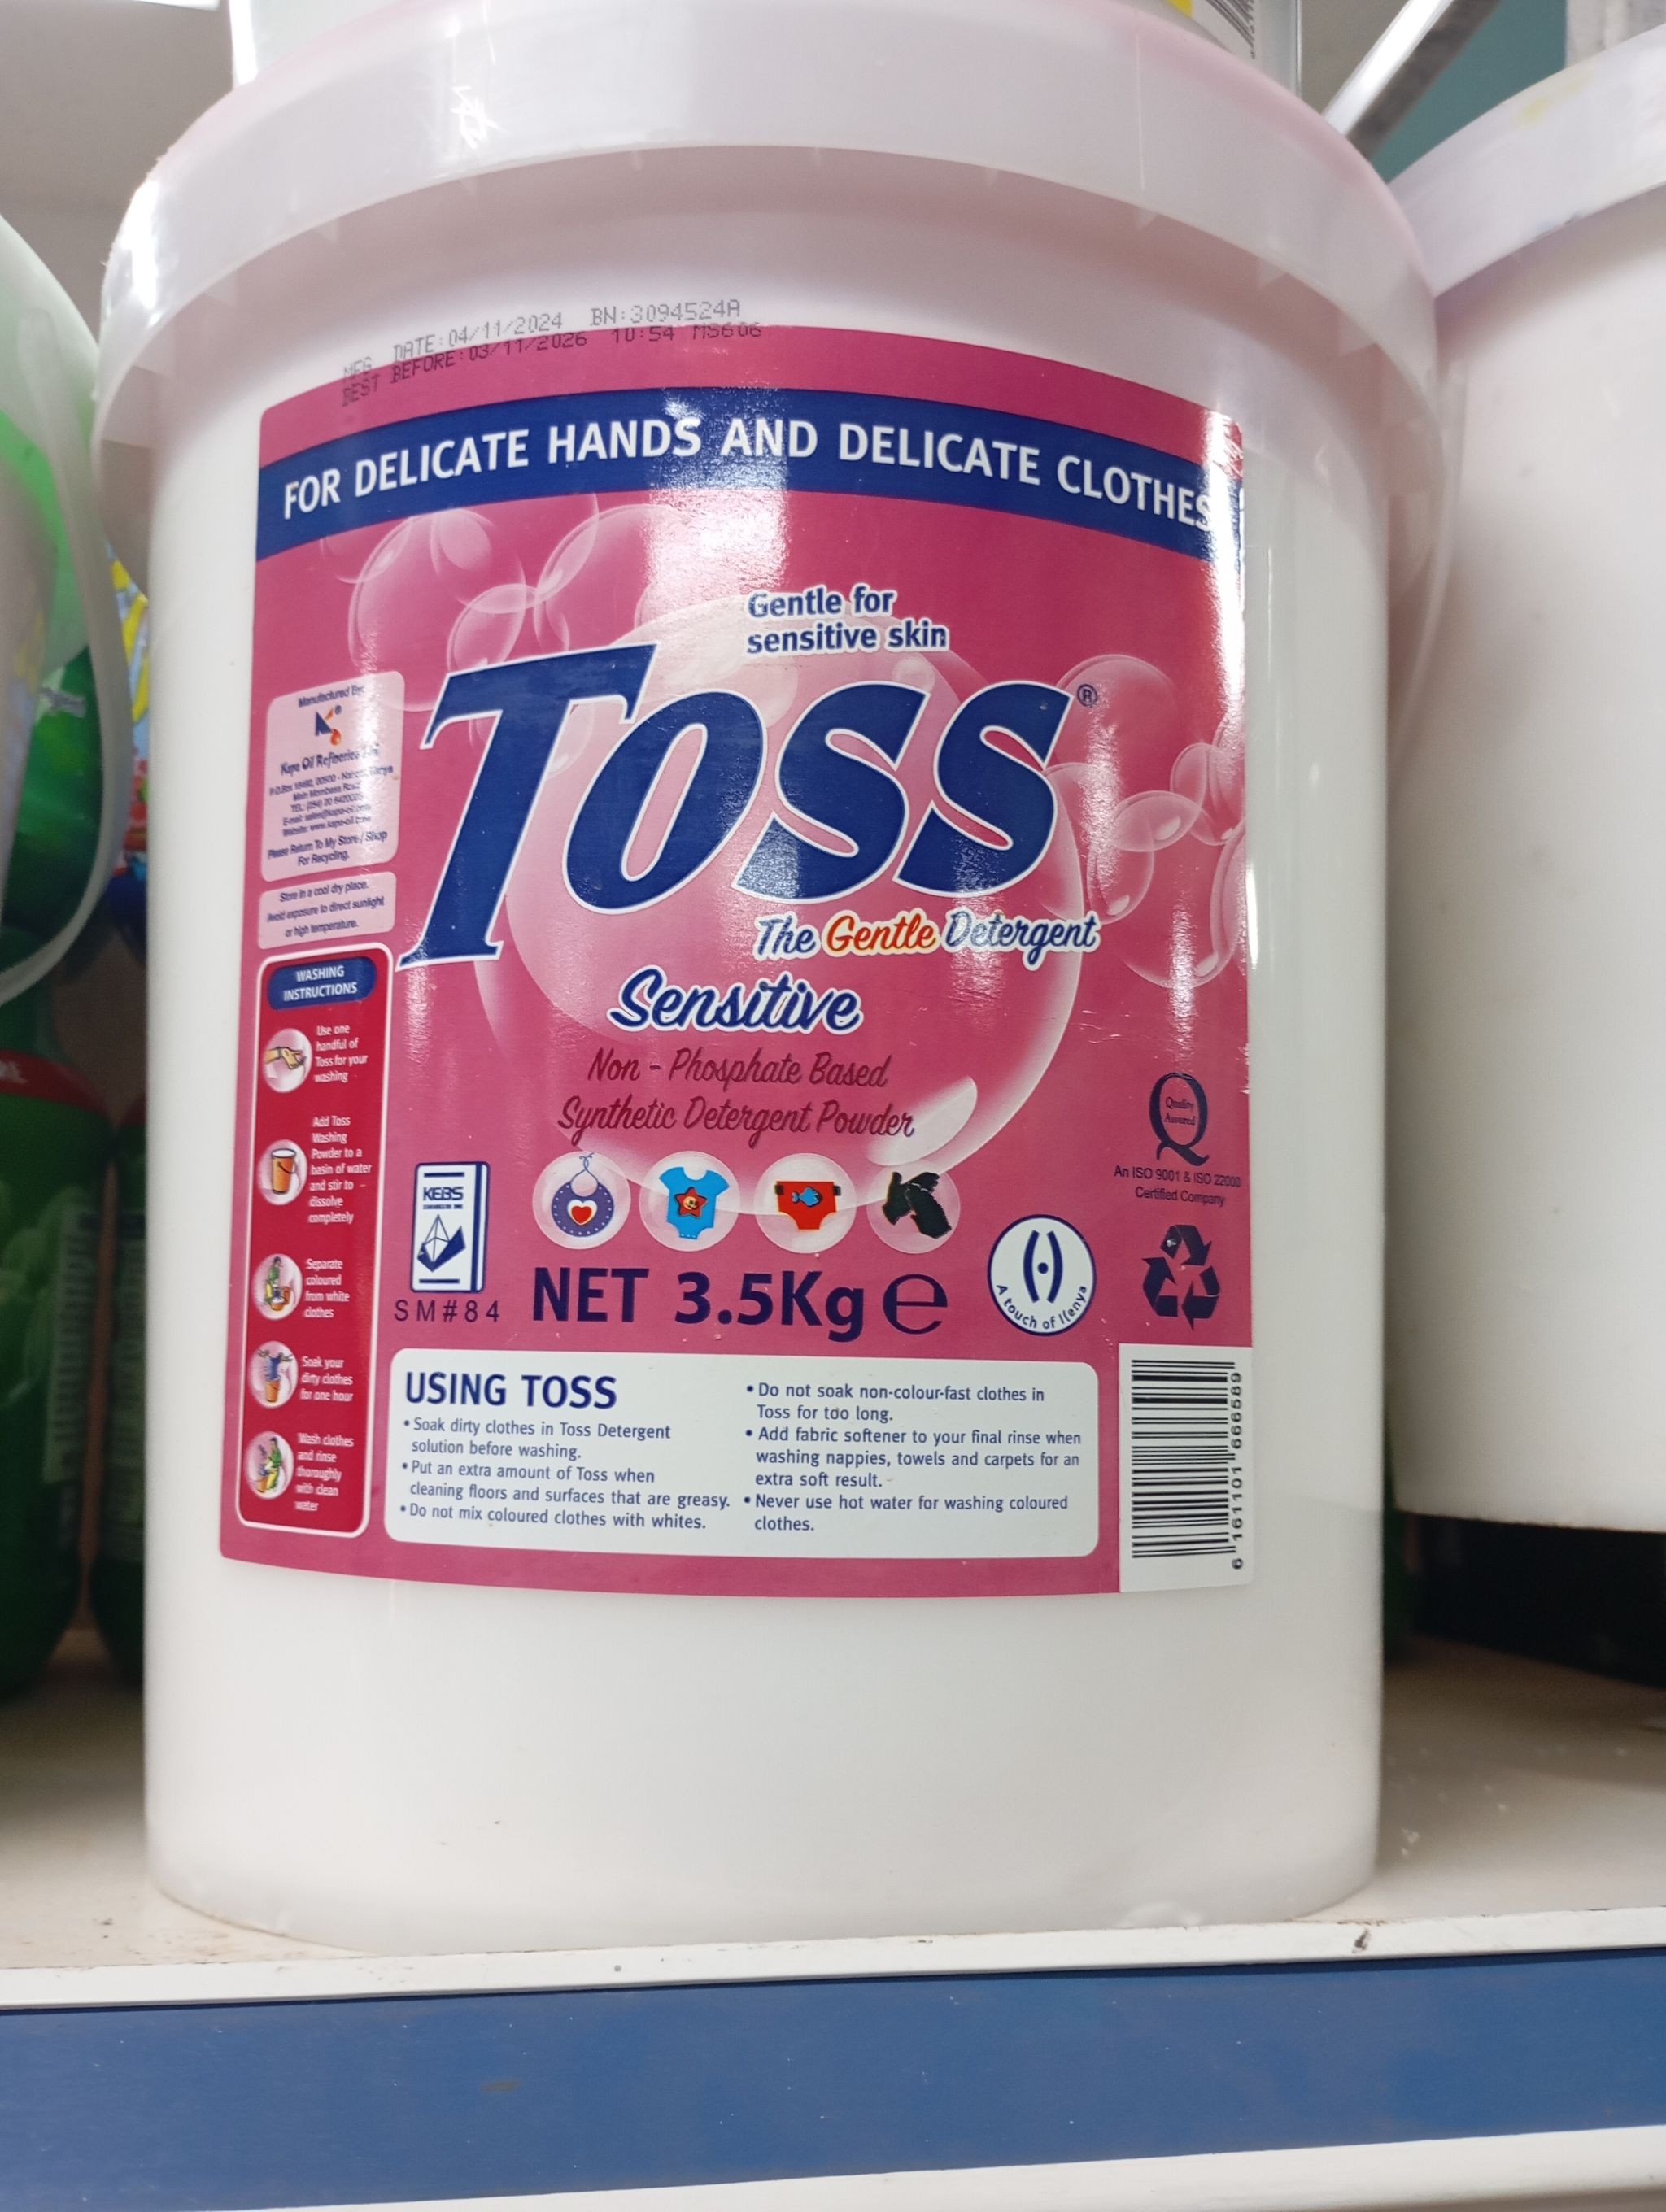 MFG DATE:04/11/2024 BN:3094524A
BEST BEFORE:03/11/2026 10:54 MS606
FOR DELICATE HANDS AND DELICATE CLOTHES
Gentle for
sensitive skin
Toss®
The Gentle Detergent
Sensitive
Non - Phosphate Based
Synthetic Detergent Powder
Manufactured By:
Kapa Oil Refineries
Main Mombasa Road
Please Return To My Store / Shop
For Recycling.
Store in a cool dry place.
Avoid exposure to direct sunlight
or high temperature.
WASHING
INSTRUCTIONS
Use one
handful of
Toss for your
washing
Add Toss
Washing
Powder to a
basin of water
and stir to -
dissolve
completely
Separate
coloured
from white
clothes
Soak your
dirty clothes
for one hour
Wash clothes
and rinse
thoroughly
with clean
water
KEBS
SM#84
NET 3.5Kg e
A touch of Kenya
Quality
Assured
An ISO 9001 & ISO 22000
Certified Company
USING TOSS
• Soak dirty clothes in Toss Detergent
solution before washing.
• Put an extra amount of Toss when
cleaning floors and surfaces that are greasy.
• Do not mix coloured clothes with whites.
• Do not soak non-colour-fast clothes in
Toss for too long.
• Add fabric softener to your final rinse when
washing nappies, towels and carpets for an
extra soft result.
• Never use hot water for washing coloured
clothes.
6 161101 666589